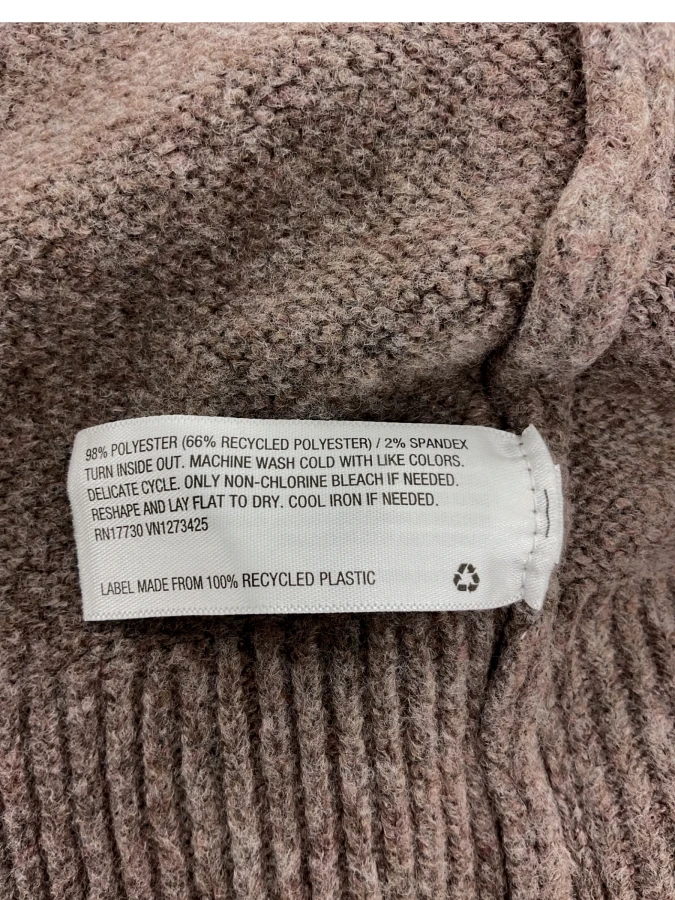 98% POLYESTER (66% RECYCLED POLYESTER) / 2% SPANDEX
TURN INSIDE OUT. MACHINE WASH COLD WITH LIKE COLORS.
DELICATE CYCLE. ONLY NON-CHLORINE BLEACH IF NEEDED.
RESHAPE AND LAY FLAT TO DRY. COOL IRON IF NEEDED.
RN17730 VN1273425
LABEL MADE FROM 100% RECYCLED PLASTIC